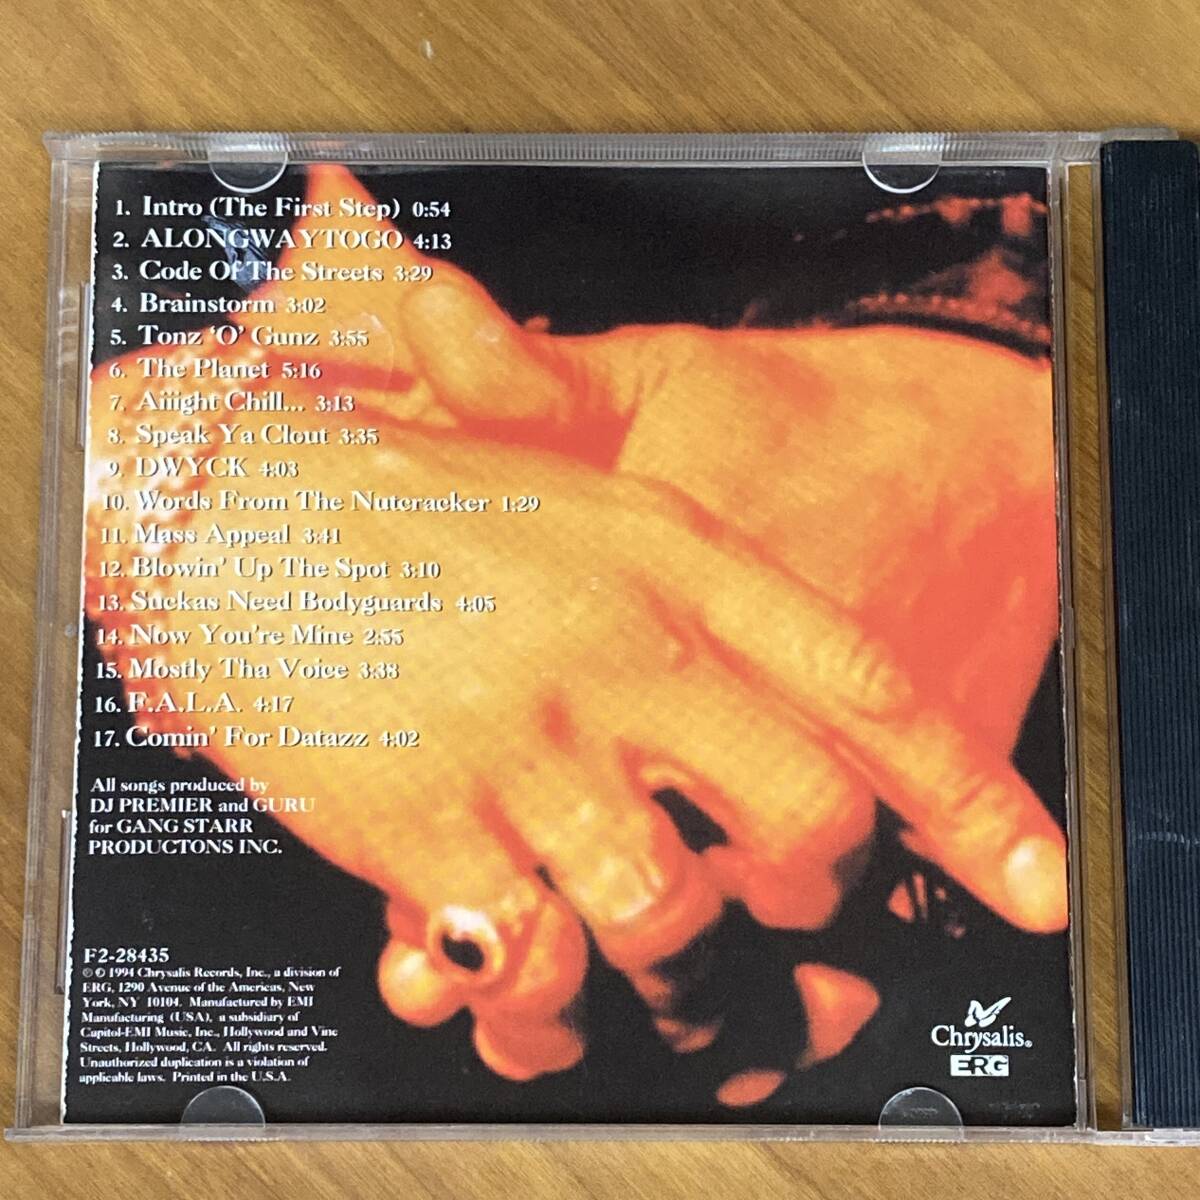 1. Intro (The First Step) 0:54
2. ALONGWAYTOGO 4:13
3. Code Of The Streets 3:29
4. Brainstorm 3:02
5. Tonz 'O' Gunz 3:55
6. The Planet 5:16
7. Aiiight Chill... 3:13
8. Speak Ya Clout 3:35
9. DWYCK 4:03
10. Words From The Nutcracker 1:29
11. Mass Appeal 3:41
12. Blowin' Up The Spot 3:10
13. Suckas Need Bodyguards 4:05
14. Now You're Mine 2:55
15. Mostly Tha Voice 3:38
16. F.A.L.A. 4:17
17. Comin' For Datazz 4:02
All songs produced by
DJ PREMIER and GURU
for GANG STARR
PRODUCTONS INC.
F2-28435
℗ © 1994 Chrysalis Records, Inc., a division of
ERG, 1290 Avenue of the Americas, New
York, NY 10104. Manufactured by EMI
Manufacturing (USA), a subsidiary of
Capitol-EMI Music, Inc., Hollywood and Vine
Streets, Hollywood, CA. All rights reserved.
Unauthorized duplication is a violation of
applicable laws. Printed in the U.S.A.
Chrysalis®
ERG